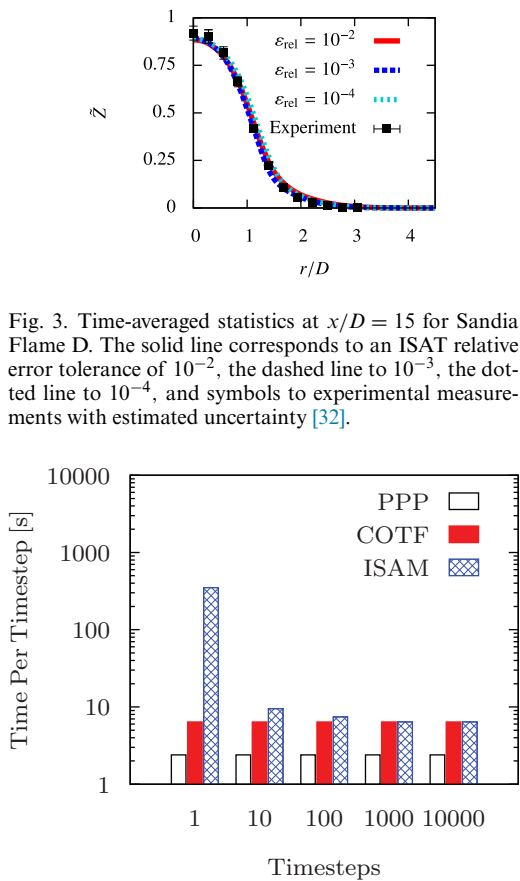 1
0.75
0.5
0.25
0
Z̃
ε_rel = 10^−2
ε_rel = 10^−3
ε_rel = 10^−4
Experiment
0 1 2 3 4
r/D
Fig. 3. Time-averaged statistics at x/D = 15 for Sandia
Flame D. The solid line corresponds to an ISAT relative
error tolerance of 10^−2, the dashed line to 10^−3, the dot-
ted line to 10^−4, and symbols to experimental measure-
ments with estimated uncertainty [32].
10000
1000
100
10
1
Time Per Timestep [s]
PPP
COTF
ISAM
1 10 100 1000 10000
Timesteps